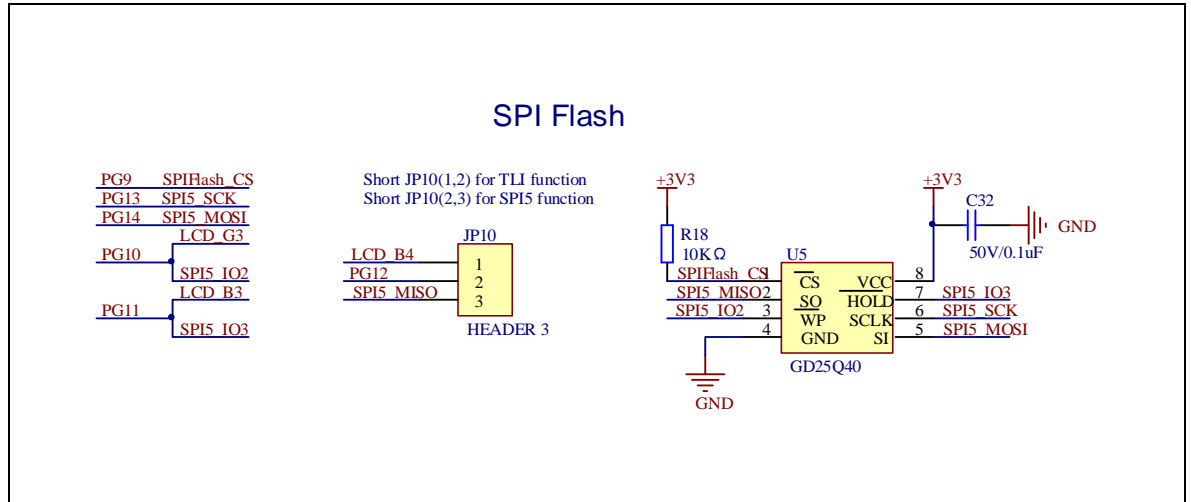 SPI Flash
PG9 SPIFlash_CS
PG13 SPI5_SCK
PG14 SPI5_MOSI
LCD_G3
PG10
SPI5_IO2
LCD_B3
PG11
SPI5_IO3
Short JP10(1,2) for TLI function
Short JP10(2,3) for SPI5 function
JP10
LCD_B4 1
PG12 2
SPI5_MISO 3
HEADER 3
+3V3
R18
10KΩ
+3V3
C32
GND
50V/0.1uF
U5
SPIFlash_CS 1 CS VCC 8
SPI5_MISO 2 SO HOLD 7 SPI5_IO3
SPI5_IO2 3 WP SCLK 6 SPI5_SCK
4 GND SI 5 SPI5_MOSI
GD25Q40
GND